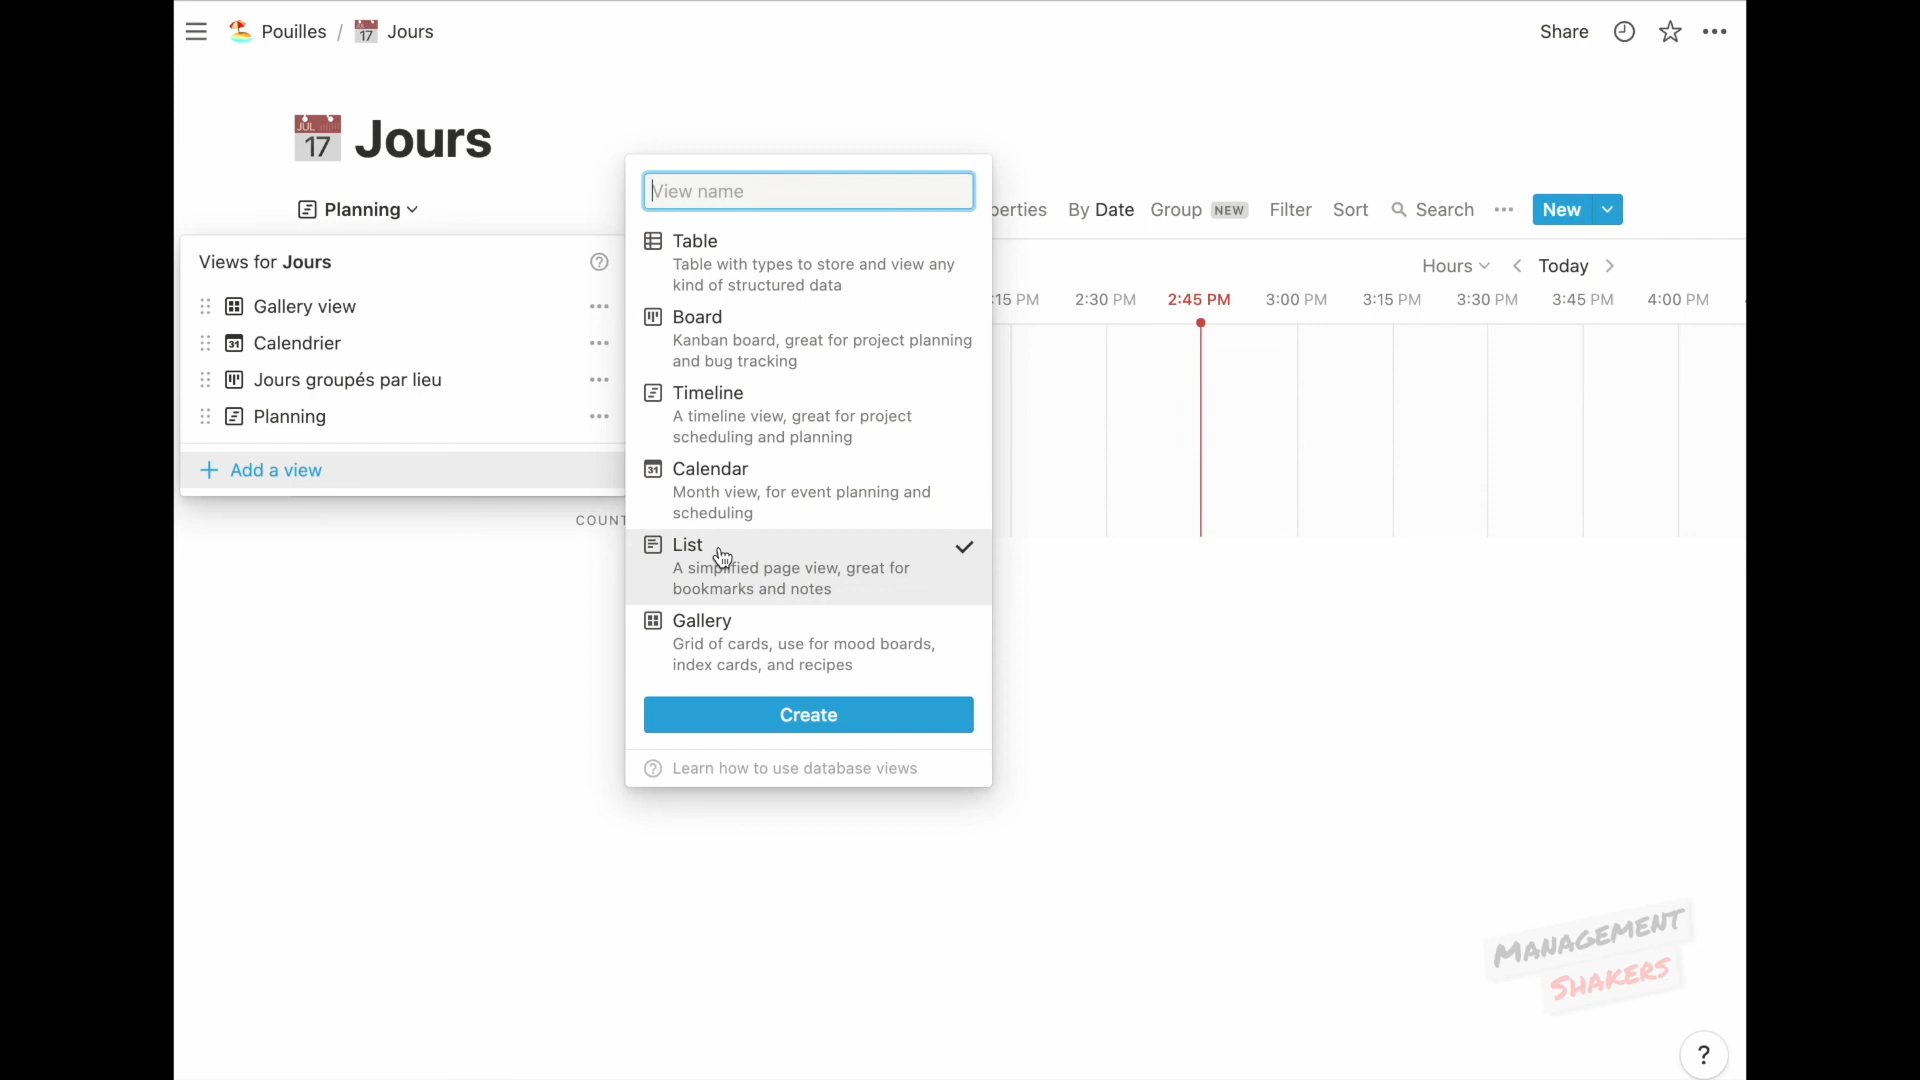 Pouilles / Jours
Share
Jours
Planning
perties By Date Group NEW Filter Sort Search New
Views for Jours
Gallery view
Calendrier
Jours groupés par lieu
Planning
Add a view
COUNT
View name
Table
Table with types to store and view any
kind of structured data
Board
Kanban board, great for project planning
and bug tracking
Timeline
A timeline view, great for project
scheduling and planning
Calendar
Month view, for event planning and
scheduling
List
A simplified page view, great for
bookmarks and notes
Gallery
Grid of cards, use for mood boards,
index cards, and recipes
Create
Learn how to use database views
Hours Today
:15 PM 2:30 PM 2:45 PM 3:00 PM 3:15 PM 3:30 PM 3:45 PM 4:00 PM
MANAGEMENT
SHAKERS
?